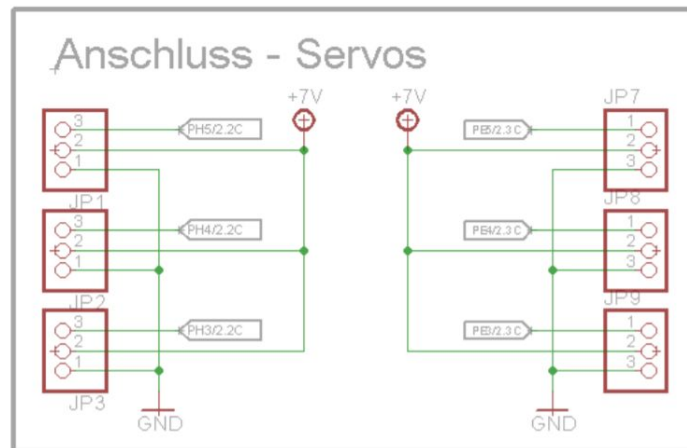 Anschluss - Servos
+7V
+7V
JP7
3
PH5/2.2C
PE5/2.3C
1
2
2
1
3
JP1
JP8
3
PH4/2.2C
PE4/2.3C
1
2
2
1
3
JP2
JP9
3
PH3/2.2C
PE3/2.3C
1
2
2
1
3
JP3
GND
GND